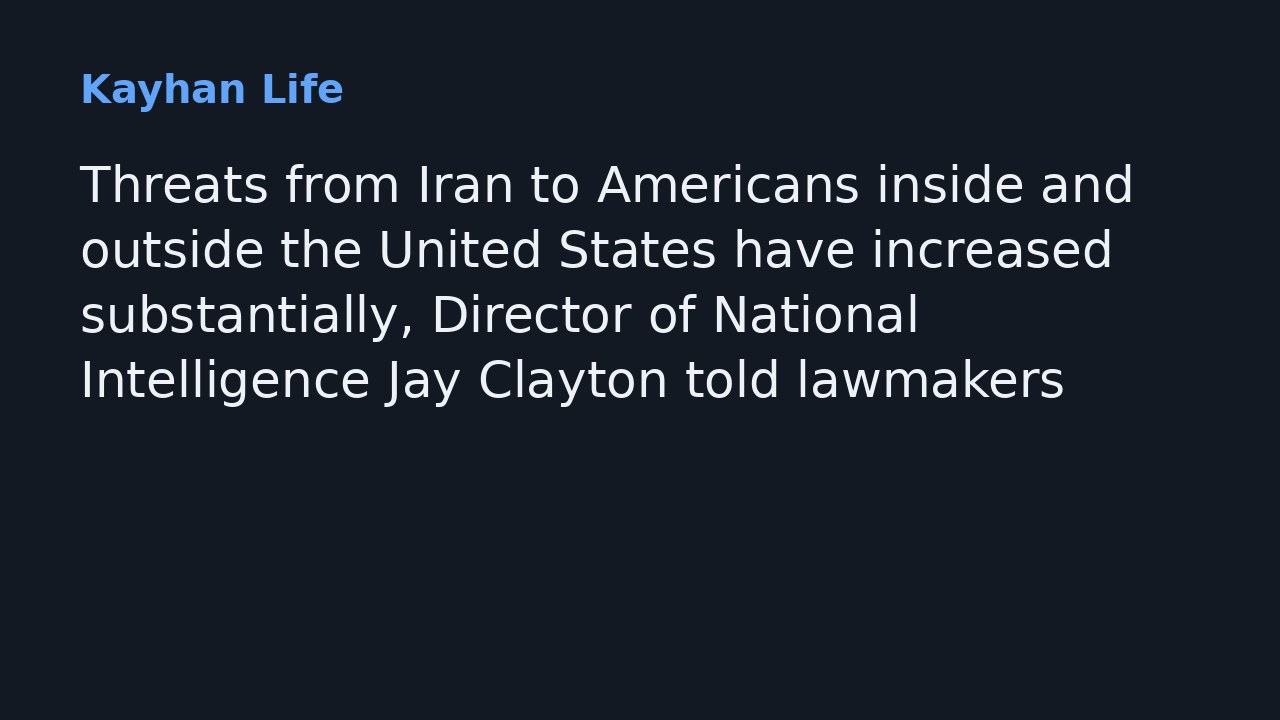 Kayhan Life
Threats from Iran to Americans inside and
outside the United States have increased
substantially, Director of National
Intelligence Jay Clayton told lawmakers